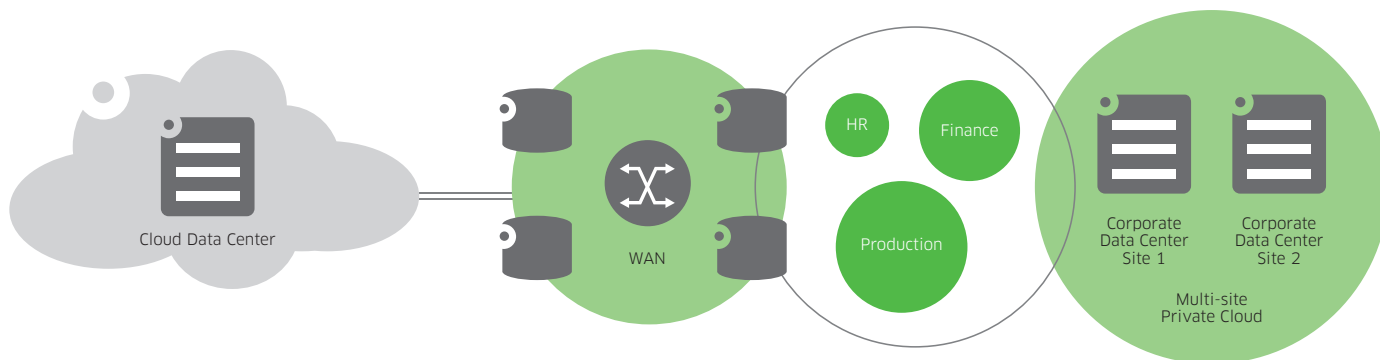 Cloud Data Center
WAN
HR
Finance
Production
Corporate
Data Center
Site 1
Corporate
Data Center
Site 2
Multi-site
Private Cloud